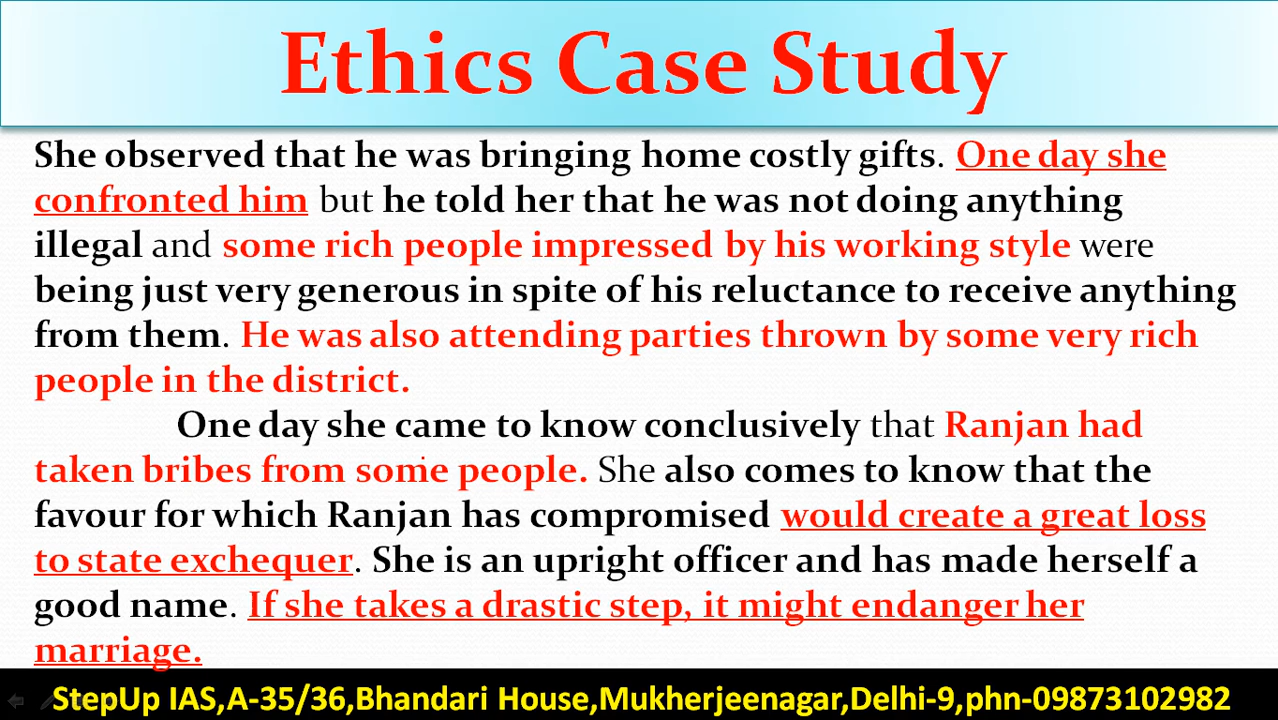 Ethics Case Study
She observed that he was bringing home costly gifts. One day she
confronted him but he told her that he was not doing anything
illegal and some rich people impressed by his working style were
being just very generous in spite of his reluctance to receive anything
from them. He was also attending parties thrown by some very rich
people in the district.
One day she came to know conclusively that Ranjan had
taken bribes from some people. She also comes to know that the
favour for which Ranjan has compromised would create a great loss
to state exchequer. She is an upright officer and has made herself a
good name. If she takes a drastic step, it might endanger her
marriage.
StepUp IAS,A-35/36,Bhandari House,Mukherjeenagar,Delhi-9,phn-09873102982